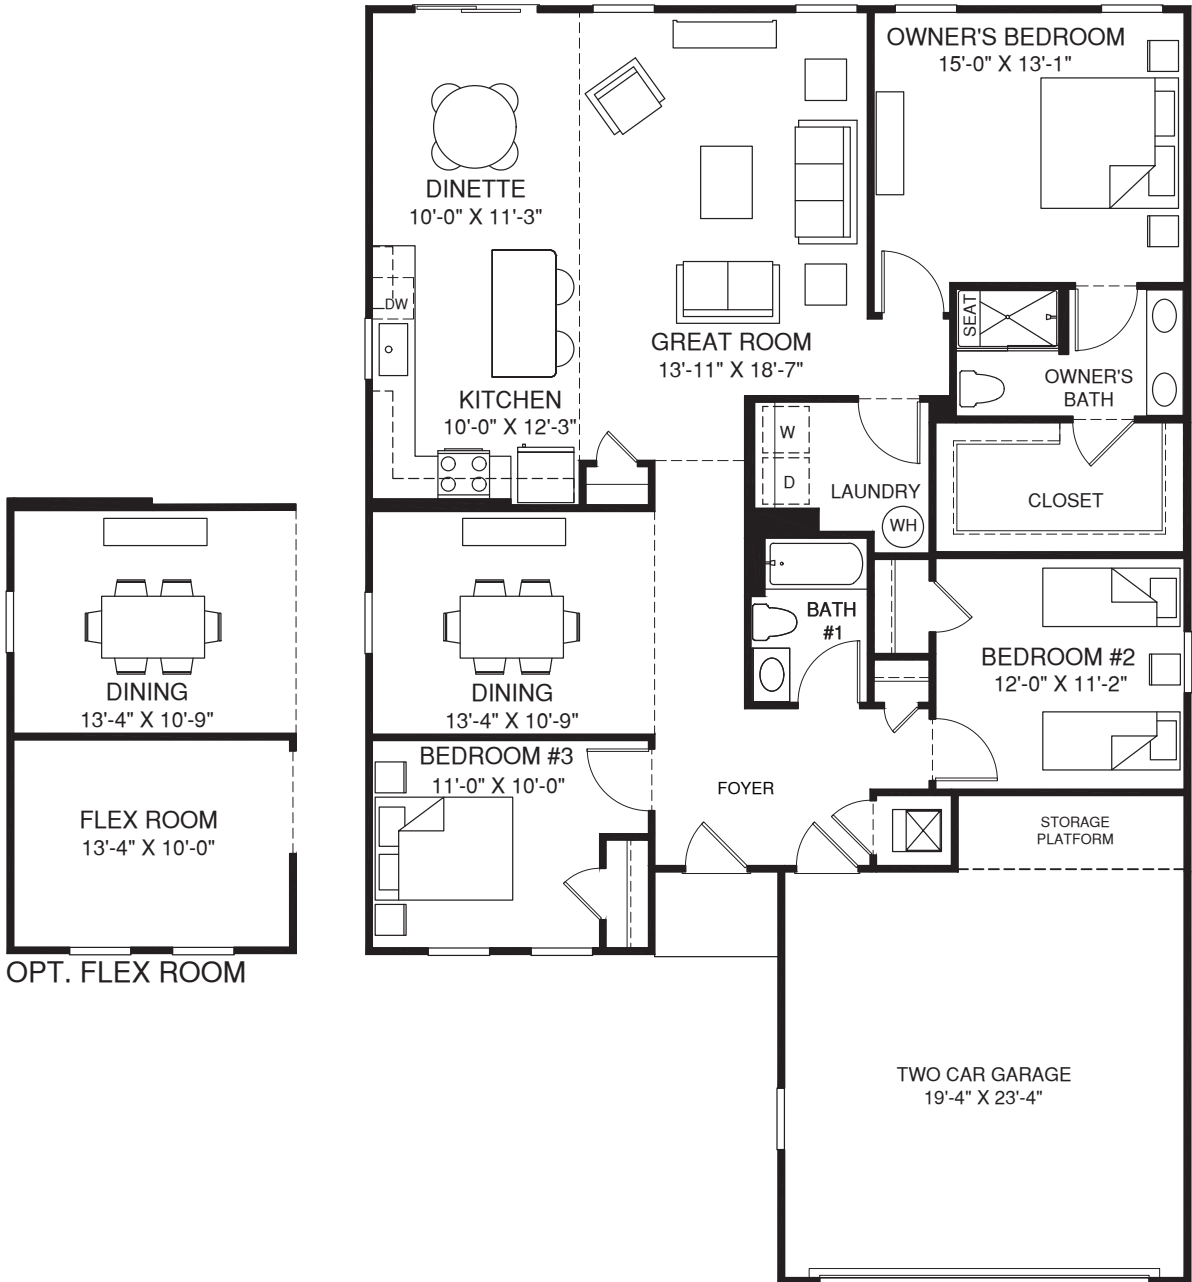 OWNER'S BEDROOM
15'-0" X 13'-1"
DINETTE
10'-0" X 11'-3"
DW
SEAT
GREAT ROOM
13'-11" X 18'-7"
OWNER'S
BATH
KITCHEN
10'-0" X 12'-3"
W
D
LAUNDRY
WH
CLOSET
BATH
#1
BEDROOM #2
12'-0" X 11'-2"
DINING
13'-4" X 10'-9"
DINING
13'-4" X 10'-9"
BEDROOM #3
11'-0" X 10'-0"
FOYER
FLEX ROOM
13'-4" X 10'-0"
STORAGE
PLATFORM
OPT. FLEX ROOM
TWO CAR GARAGE
19'-4" X 23'-4"